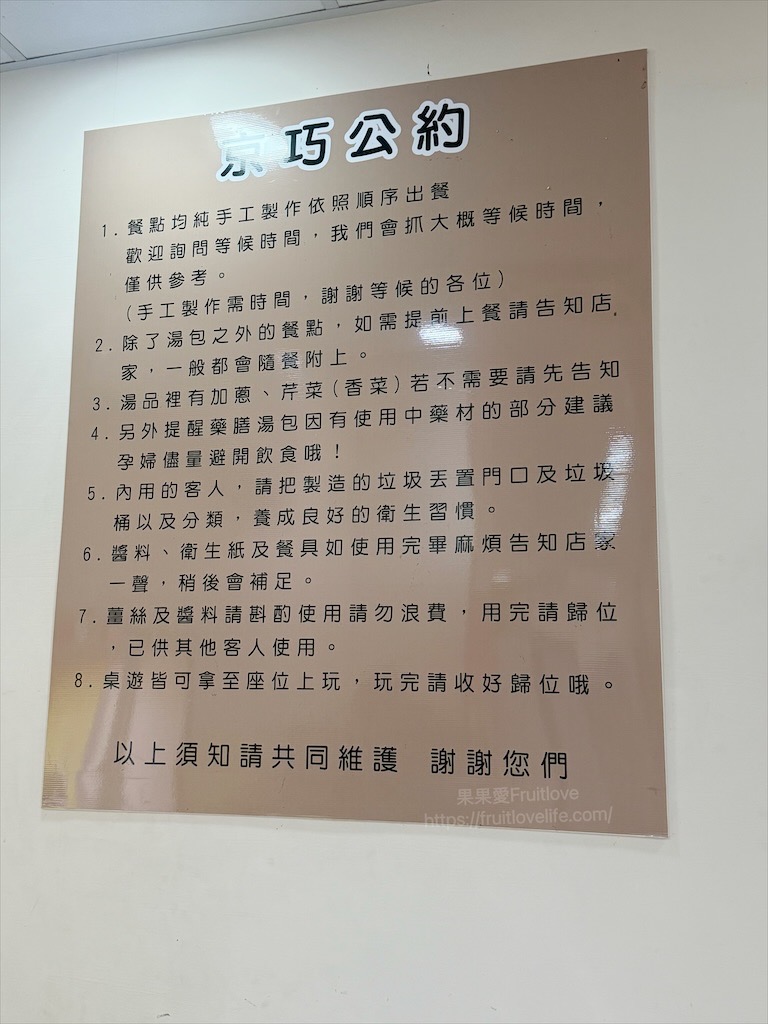 京巧公約
1.餐點均純手工製作依照順序出餐
歡迎詢問等候時間，我們會抓大概等候時間，
僅供參考。
(手工製作需時間，謝謝等候的各位)
2.除了湯包之外的餐點，如需提前上餐請告知店
家，一般都會隨餐附上。
3.湯品裡有加蔥、芹菜(香菜)若不需要請先告知
4.另外提醒藥膳湯包因有使用中藥材的部分建議
孕婦儘量避開飲食哦！
5.內用的客人，請把製造的垃圾丟置門口及垃圾
桶以及分類，養成良好的衛生習慣。
6.醬料、衛生紙及餐具如使用完畢麻煩告知店家
一聲，稍後會補足。
7.薑絲及醬料請斟酌使用請勿浪費，用完請歸位
，已供其他客人使用。
8.桌遊皆可拿至座位上玩，玩完請收好歸位哦。
以上須知請共同維護 謝謝您們
果果愛Fruitlove
https://fruitlovelife.com/